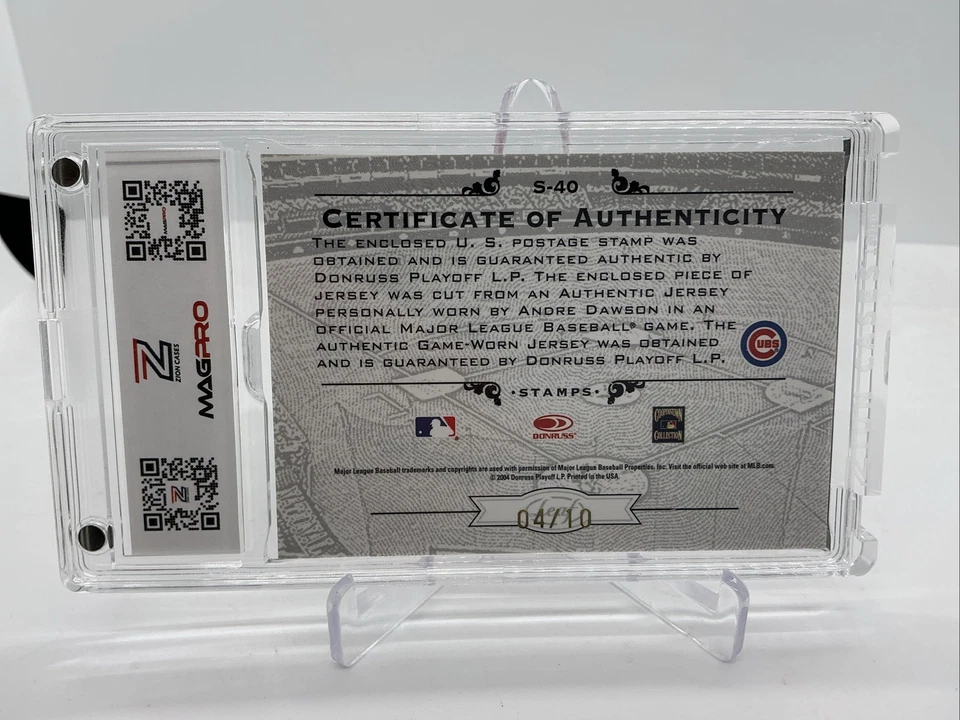 S-40
CERTIFICATE OF AUTHENTICITY
THE ENCLOSED U. S. POSTAGE STAMP WAS
OBTAINED AND IS GUARANTEED AUTHENTIC BY
DONRUSS PLAYOFF L.P. THE ENCLOSED PIECE OF
JERSEY WAS CUT FROM AN AUTHENTIC JERSEY
PERSONALLY WORN BY ANDRE DAWSON IN AN
OFFICIAL MAJOR LEAGUE BASEBALL® GAME. THE
AUTHENTIC GAME-WORN JERSEY WAS OBTAINED
AND IS GUARANTEED BY DONRUSS PLAYOFF L.P.
CUBS
·STAMPS·
DONRUSS
COOPERSTOWN
COLLECTION
Major League Baseball trademarks and copyrights are used with permission of Major League Baseball Properties, Inc. Visit the official web site at MLB.com.
© 2004 Donruss Playoff L.P. Printed in the USA.
04/10
MAGPRO
Z
ZION CASES
MAGPRO
Z